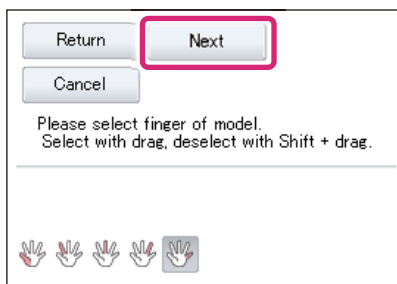 Return
Next
Cancel
Please select finger of model.
Select with drag, deselect with Shift + drag.